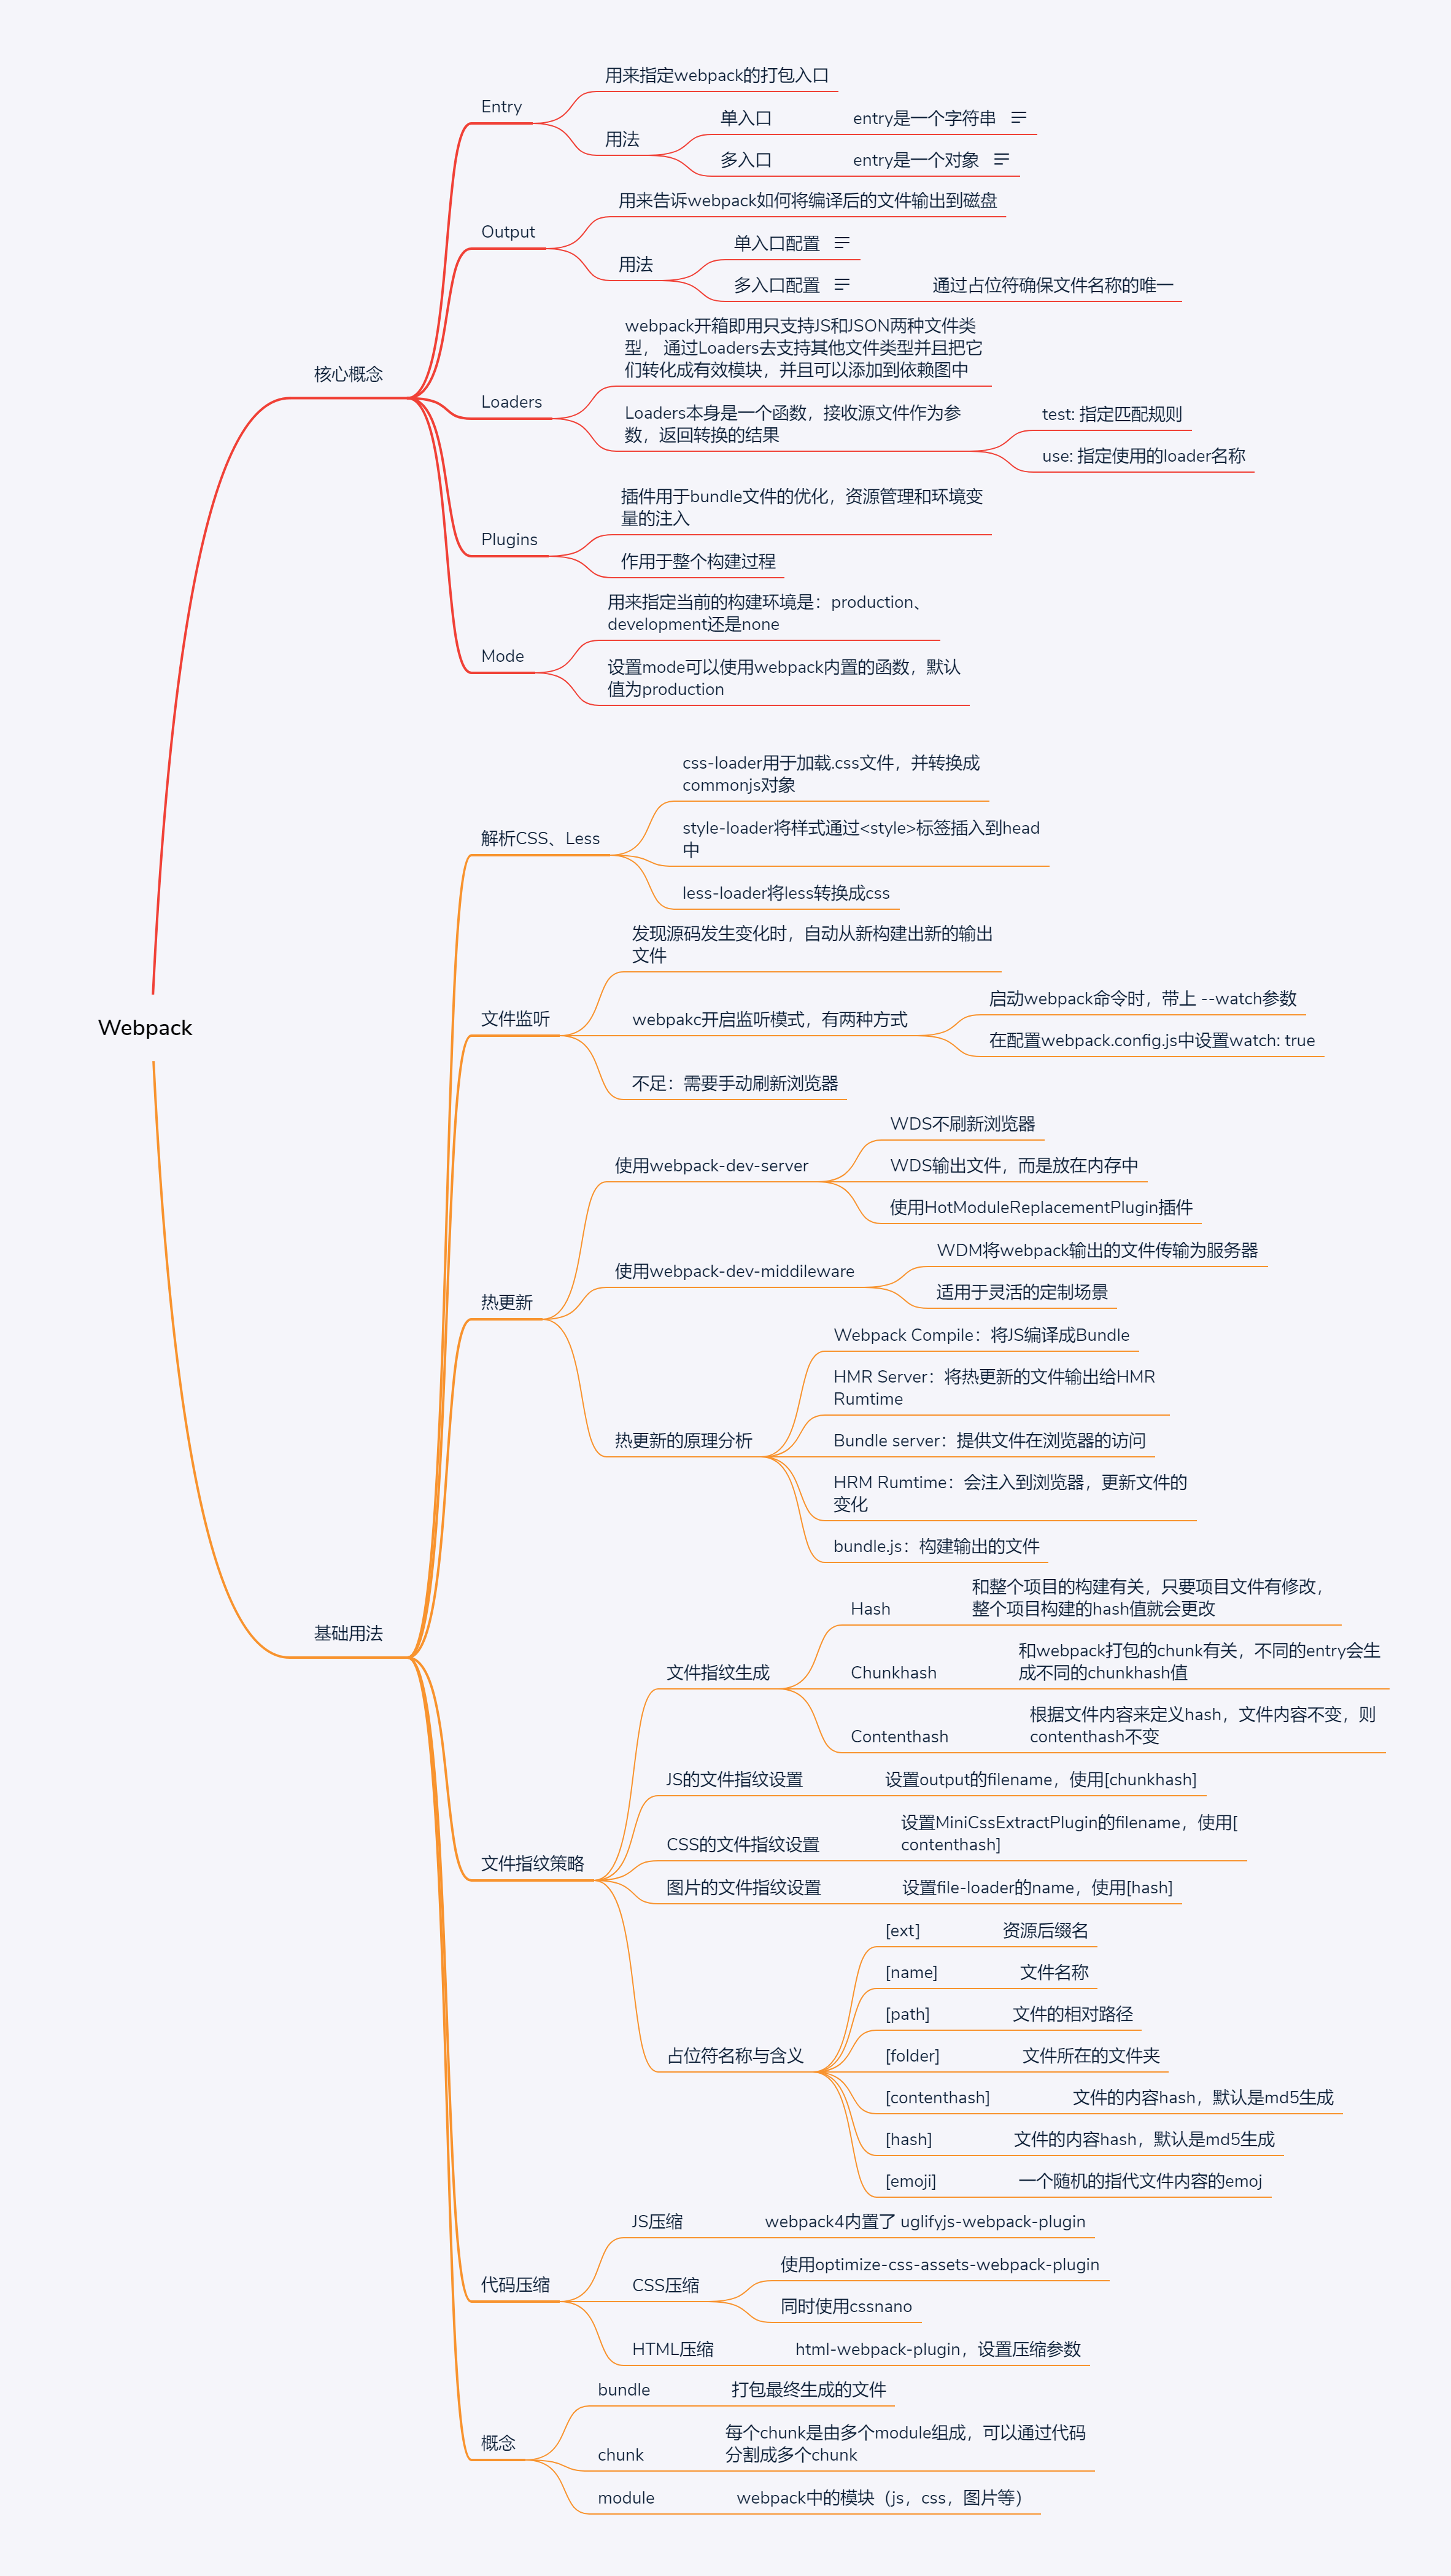 Webpack
核心概念
Entry
用来指定webpack的打包入口
用法
单入口
entry是一个字符串
多入口
entry是一个对象
Output
用来告诉webpack如何将编译后的文件输出到磁盘
用法
单入口配置
多入口配置
通过占位符确保文件名称的唯一
Loaders
webpack开箱即用只支持JS和JSON两种文件类
型， 通过Loaders去支持其他文件类型并且把它
们转化成有效模块，并且可以添加到依赖图中
Loaders本身是一个函数，接收源文件作为参
数，返回转换的结果
test: 指定匹配规则
use: 指定使用的loader名称
Plugins
插件用于bundle文件的优化，资源管理和环境变
量的注入
作用于整个构建过程
Mode
用来指定当前的构建环境是：production、
development还是none
设置mode可以使用webpack内置的函数，默认
值为production
基础用法
解析CSS、Less
css-loader用于加载.css文件，并转换成
commonjs对象
style-loader将样式通过<style>标签插入到head
中
less-loader将less转换成css
文件监听
发现源码发生变化时，自动从新构建出新的输出
文件
webpakc开启监听模式，有两种方式
启动webpack命令时，带上 --watch参数
在配置webpack.config.js中设置watch: true
不足：需要手动刷新浏览器
热更新
使用webpack-dev-server
WDS不刷新浏览器
WDS输出文件，而是放在内存中
使用HotModuleReplacementPlugin插件
使用webpack-dev-middileware
WDM将webpack输出的文件传输为服务器
适用于灵活的定制场景
热更新的原理分析
Webpack Compile：将JS编译成Bundle
HMR Server：将热更新的文件输出给HMR
Rumtime
Bundle server：提供文件在浏览器的访问
HRM Rumtime：会注入到浏览器，更新文件的
变化
bundle.js：构建输出的文件
文件指纹策略
文件指纹生成
Hash
和整个项目的构建有关，只要项目文件有修改，
整个项目构建的hash值就会更改
Chunkhash
和webpack打包的chunk有关，不同的entry会生
成不同的chunkhash值
Contenthash
根据文件内容来定义hash，文件内容不变，则
contenthash不变
JS的文件指纹设置
设置output的filename，使用[chunkhash]
CSS的文件指纹设置
设置MiniCssExtractPlugin的filename，使用[
contenthash]
图片的文件指纹设置
设置file-loader的name，使用[hash]
占位符名称与含义
[ext]
资源后缀名
[name]
文件名称
[path]
文件的相对路径
[folder]
文件所在的文件夹
[contenthash]
文件的内容hash，默认是md5生成
[hash]
文件的内容hash，默认是md5生成
[emoji]
一个随机的指代文件内容的emoj
代码压缩
JS压缩
webpack4内置了 uglifyjs-webpack-plugin
CSS压缩
使用optimize-css-assets-webpack-plugin
同时使用cssnano
HTML压缩
html-webpack-plugin，设置压缩参数
概念
bundle
打包最终生成的文件
chunk
每个chunk是由多个module组成，可以通过代码
分割成多个chunk
module
webpack中的模块（js，css，图片等）